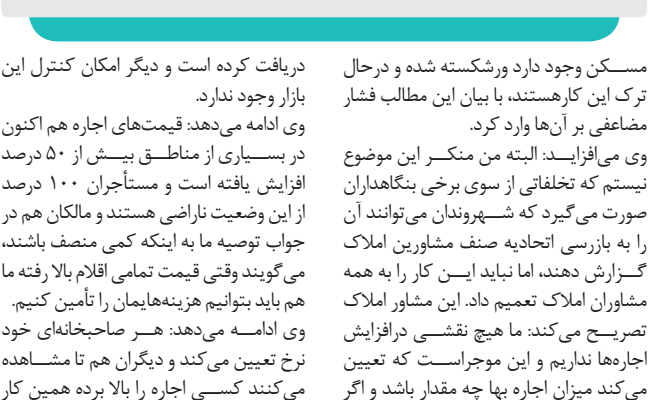 مسکن وجود دارد ورشکسته شده و درحال
ترک این کارهستند، با بیان این مطالب فشار
مضاعفی بر آن‌ها وارد کرد.
وی می‌افزاید: البته من منکر این موضوع
نیستم که تخلفاتی از سوی برخی بنگاهداران
صورت می‌گیرد که شهروندان می‌توانند آن
را به بازرسی اتحادیه صنف مشاورین املاک
گزارش دهند، اما نباید این کار را به همه
مشاوران املاک تعمیم داد. این مشاور املاک
تصریح می‌کند: ما هیچ نقشی درافزایش
اجاره‌ها نداریم و این موجراست که تعیین
می‌کند میزان اجاره بها چه مقدار باشد و اگر
دریافت کرده است و دیگر امکان کنترل این
بازار وجود ندارد.
وی ادامه می‌دهد: قیمت‌های اجاره هم اکنون
در بسیاری از مناطق بیش از ۵۰ درصد
افزایش یافته است و مستأجران ۱۰۰ درصد
از این وضعیت ناراضی هستند و مالکان هم در
جواب توصیه ما به اینکه کمی منصف باشند،
می‌گویند وقتی قیمت تمامی اقلام بالا رفته ما
هم باید بتوانیم هزینه‌هایمان را تأمین کنیم.
وی ادامه می‌دهد: هر صاحبخانه‌ای خود
نرخ تعیین می‌کند و دیگران هم تا مشاهده
می‌کنند کسی اجاره را بالا برده همین کار